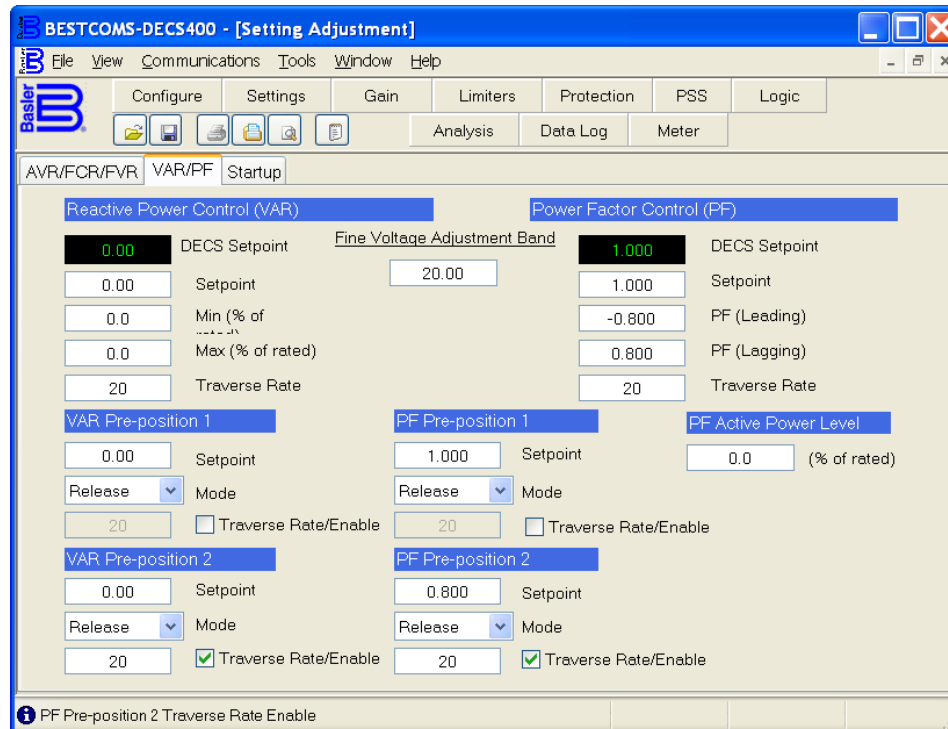 BESTCOMS-DECS400 - [Setting Adjustment]
File View Communications Tools Window Help
Basler
Configure Settings Gain Limiters Protection PSS Logic
Analysis Data Log Meter
AVR/FCR/FVR VAR/PF Startup
Reactive Power Control (VAR) Power Factor Control (PF)
0.00 DECS Setpoint Fine Voltage Adjustment Band 1.000 DECS Setpoint
0.00 Setpoint 20.00 1.000 Setpoint
0.0 Min (% of rated) -0.800 PF (Leading)
0.0 Max (% of rated) 0.800 PF (Lagging)
20 Traverse Rate 20 Traverse Rate
VAR Pre-position 1 PF Pre-position 1 PF Active Power Level
0.00 Setpoint 1.000 Setpoint 0.0 (% of rated)
Release Mode Release Mode
20 Traverse Rate/Enable 20 Traverse Rate/Enable
VAR Pre-position 2 PF Pre-position 2
0.00 Setpoint 0.800 Setpoint
Release Mode Release Mode
20 Traverse Rate/Enable 20 Traverse Rate/Enable
PF Pre-position 2 Traverse Rate Enable